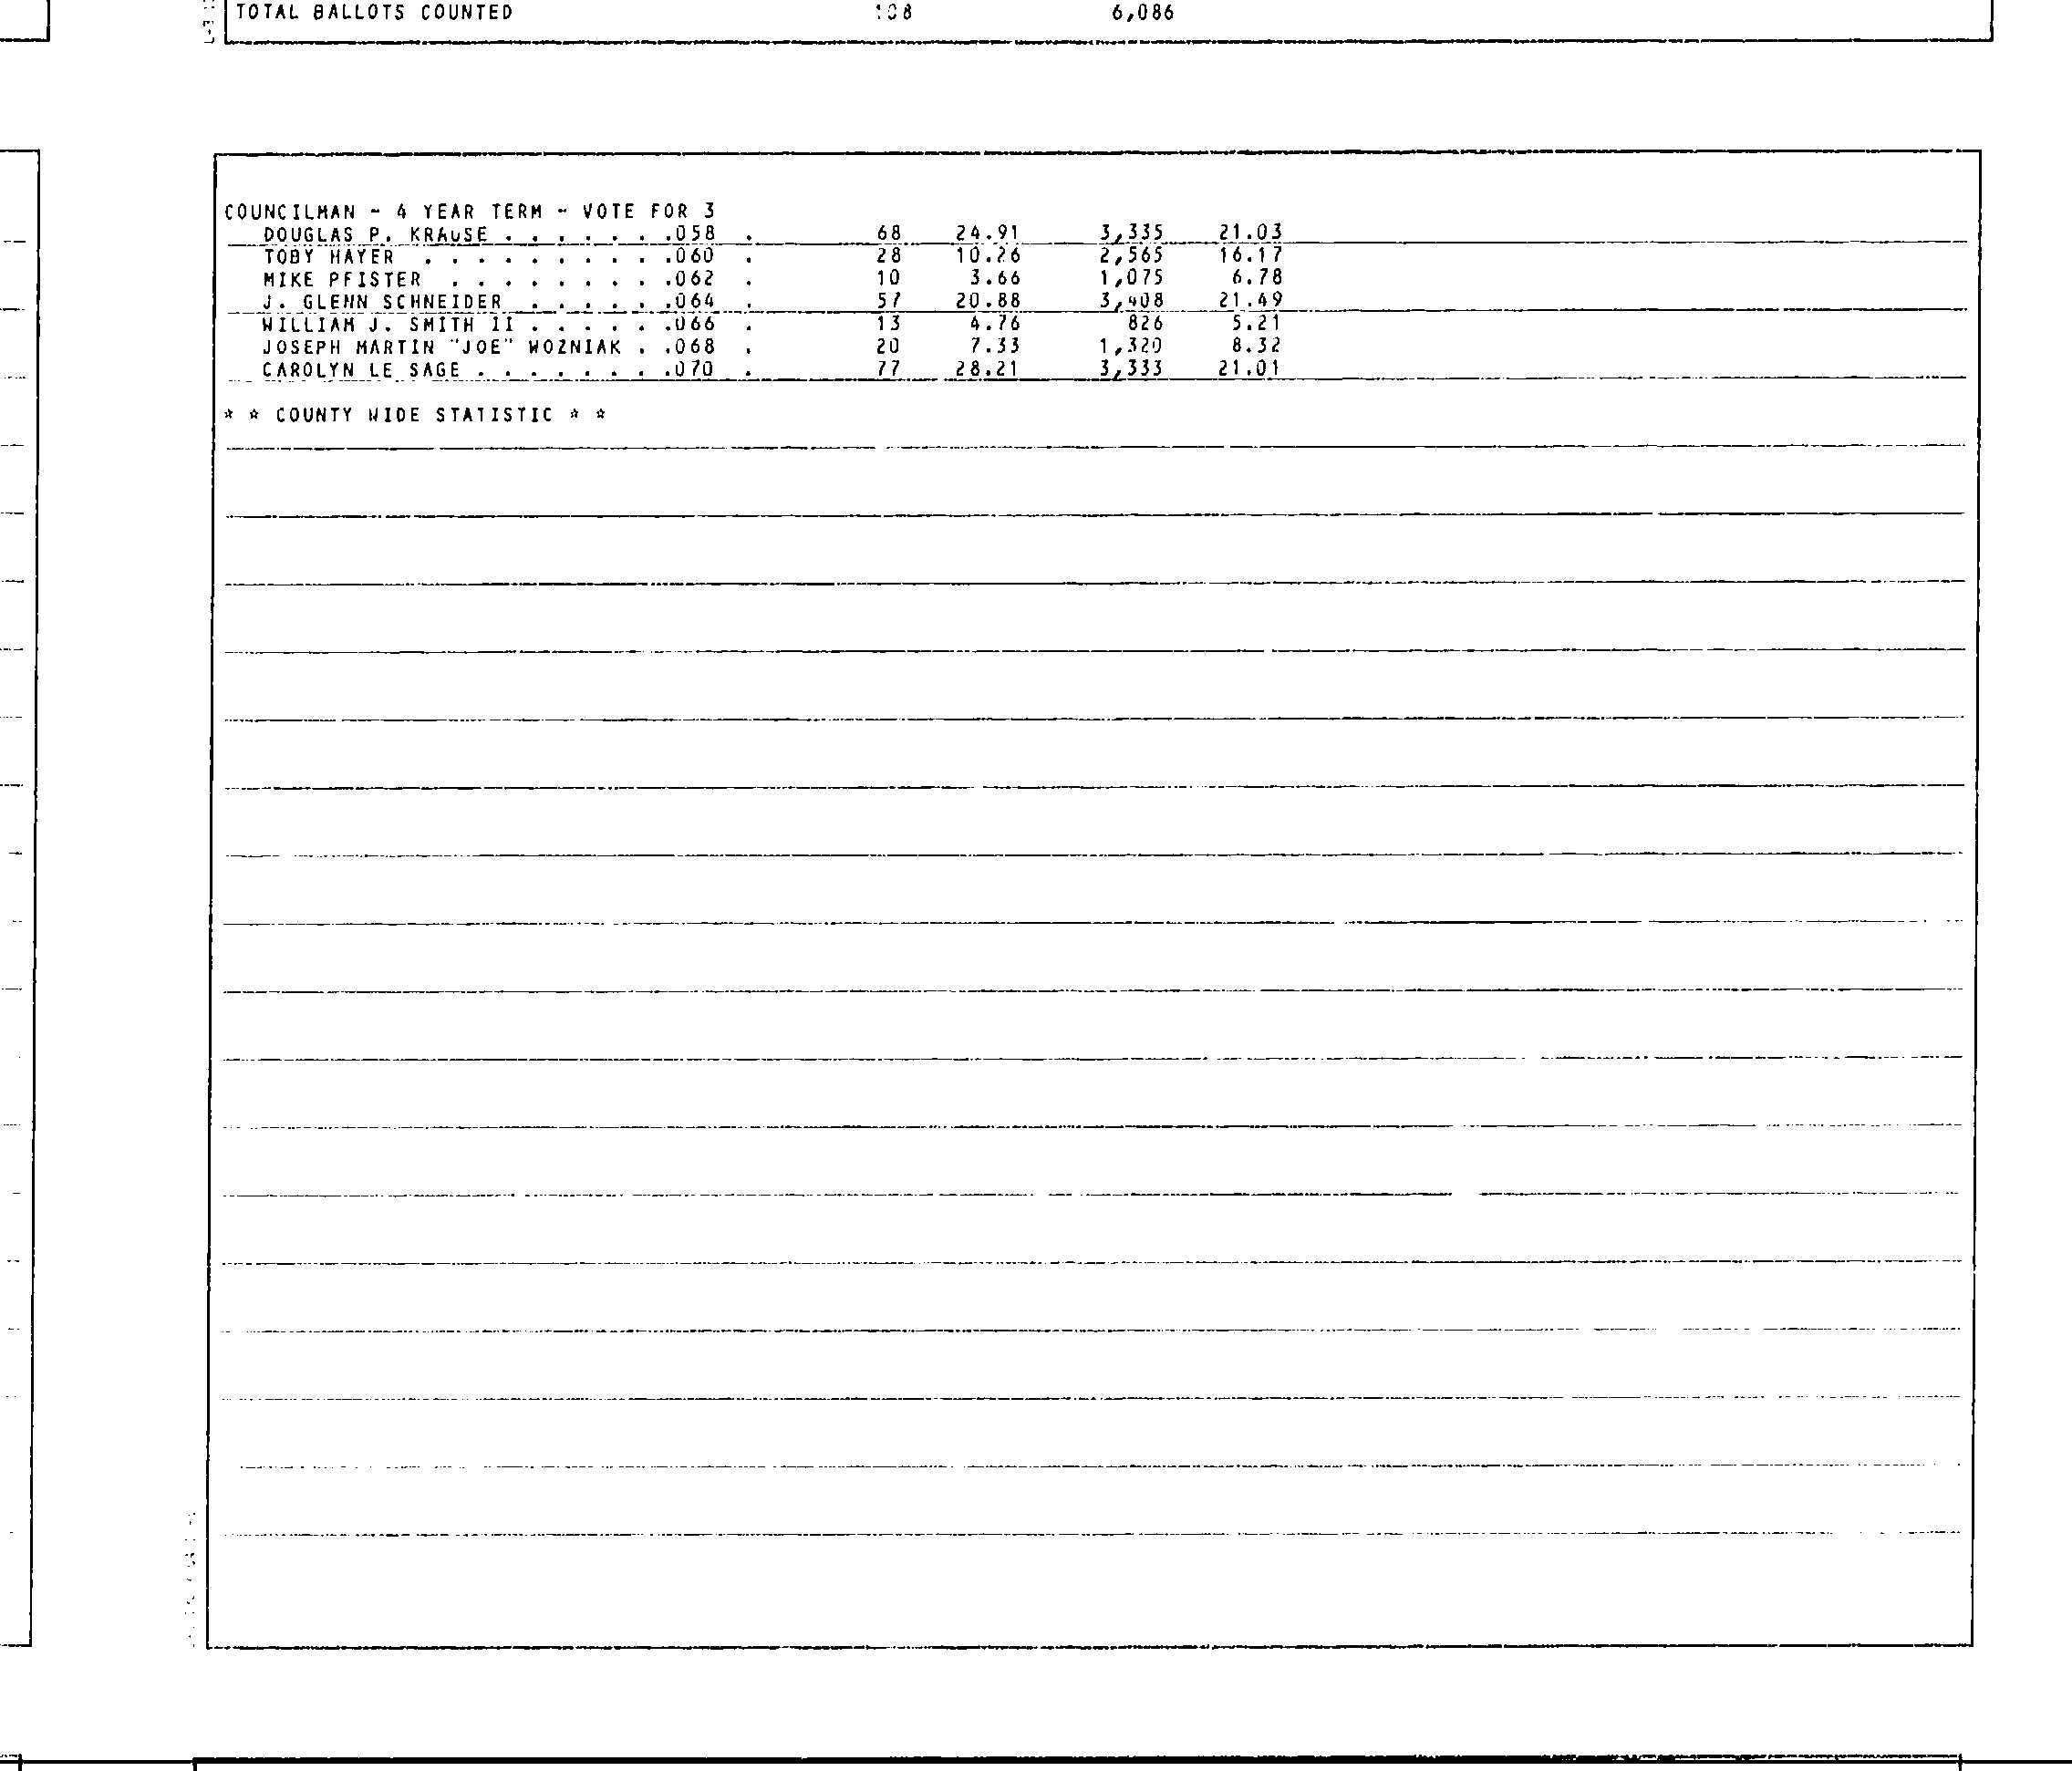 TOTAL BALLOTS COUNTED 108 6,086
COUNCILMAN - 4 YEAR TERM - VOTE FOR 3
DOUGLAS P. KRAUSE . . . . . . .058 . 68 24.91 3,335 21.03
TOBY HAYER . . . . . . . . . .060 . 28 10.26 2,565 16.17
MIKE PFISTER . . . . . . . . .062 . 10 3.66 1,075 6.78
J. GLENN SCHNEIDER . . . . . .064 . 57 20.88 3,408 21.49
WILLIAM J. SMITH II . . . . . .066 . 13 4.76 826 5.21
JOSEPH MARTIN "JOE" WOZNIAK . .068 . 20 7.33 1,320 8.32
CAROLYN LE SAGE . . . . . . . .070 . 77 28.21 3,333 21.01
* * COUNTY WIDE STATISTIC * *